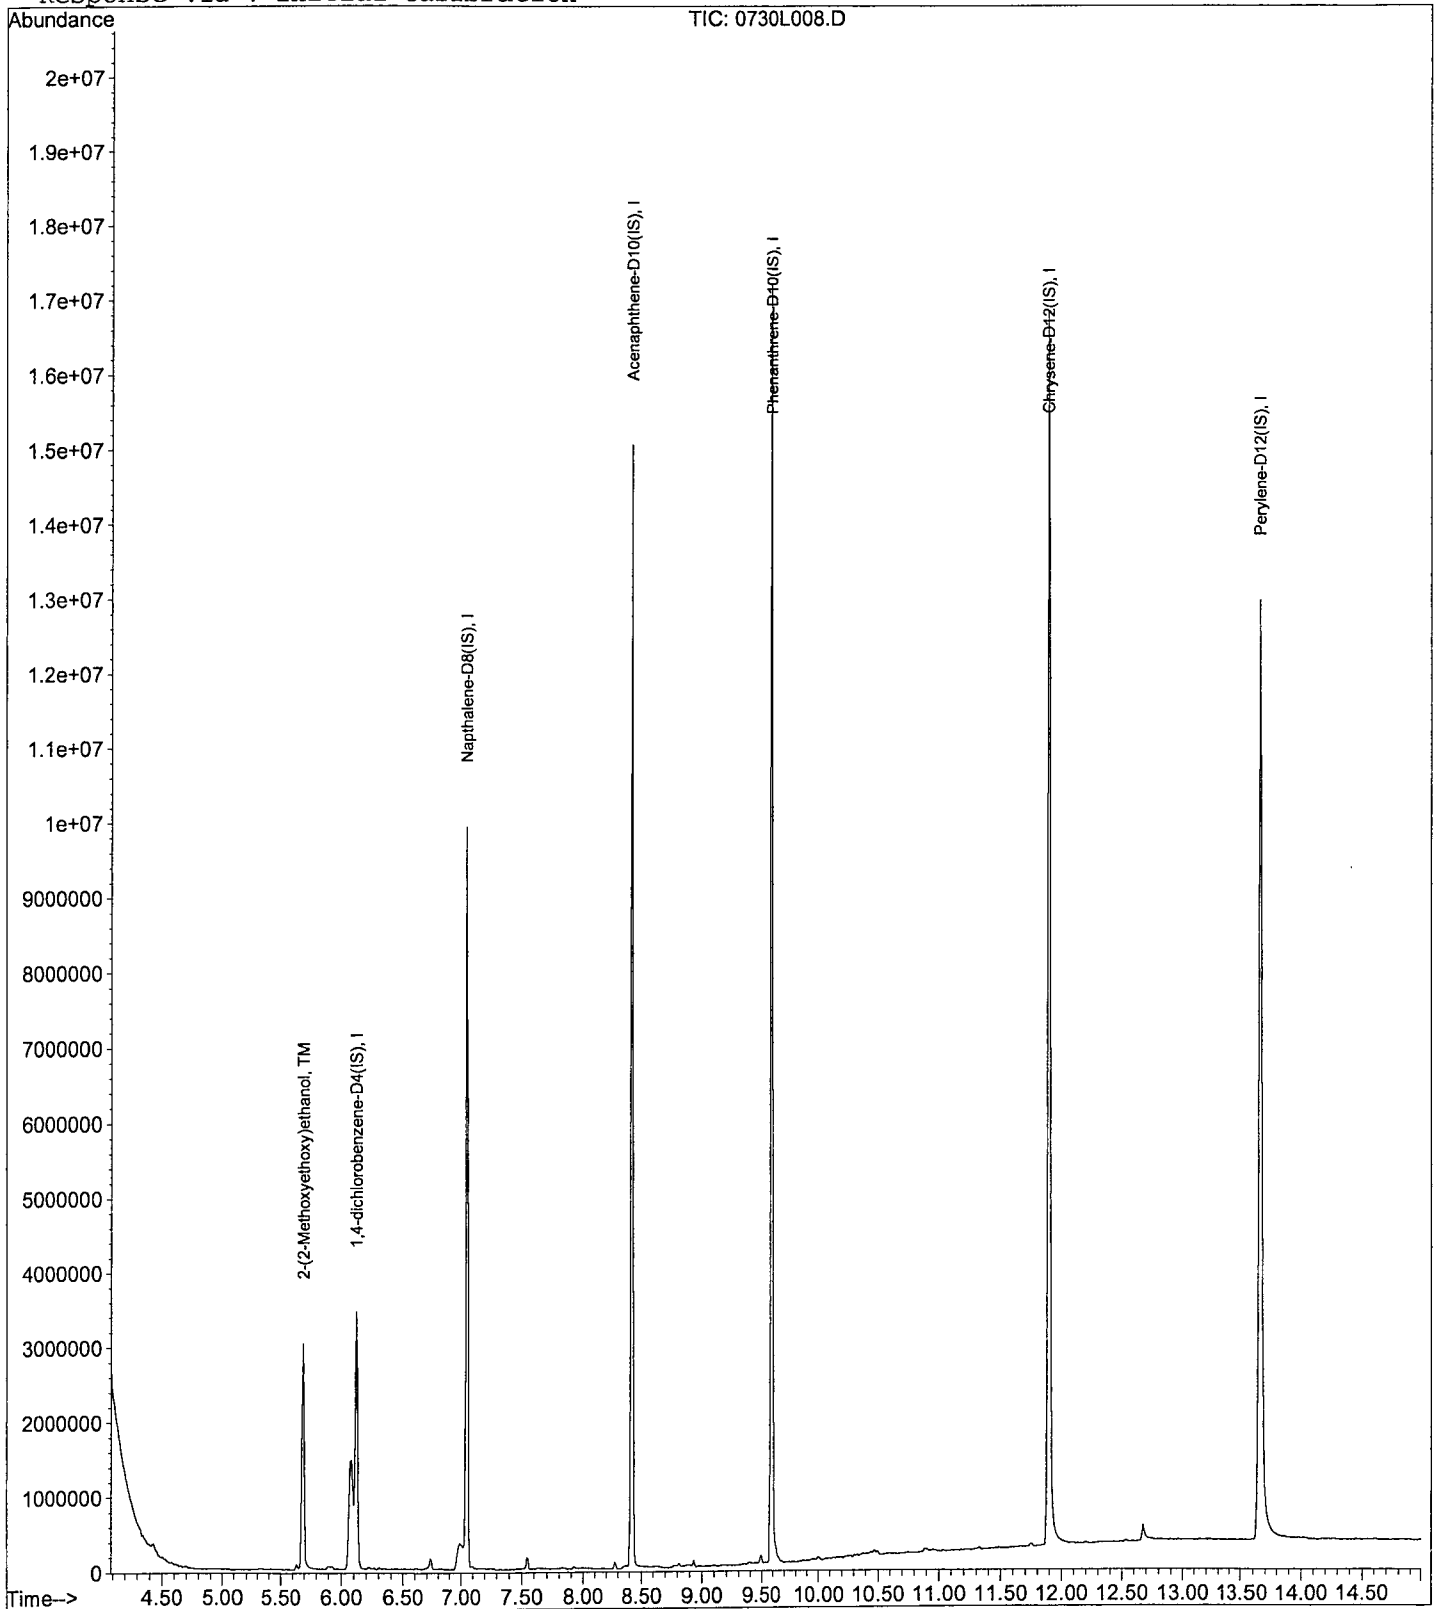 Response via : Initial Calibration
Abundance
TIC: 0730L008.D
2e+07
1.9e+07
1.8e+07
1.7e+07
1.6e+07
1.5e+07
1.4e+07
1.3e+07
1.2e+07
1.1e+07
1e+07
9000000
8000000
7000000
6000000
5000000
4000000
3000000
2000000
1000000
0
2-(2-Methoxyethoxy)ethanol, TM
1,4-dichlorobenzene-D4(IS), I
Napthalene-D8(IS), I
Acenaphthene-D10(IS), I
Phenanthrene-D10(IS), I
Chrysene-D12(IS), I
Perylene-D12(IS), I
Time-->
4.50 5.00 5.50 6.00 6.50 7.00 7.50 8.00 8.50 9.00 9.50 10.00 10.50 11.00 11.50 12.00 12.50 13.00 13.50 14.00 14.50